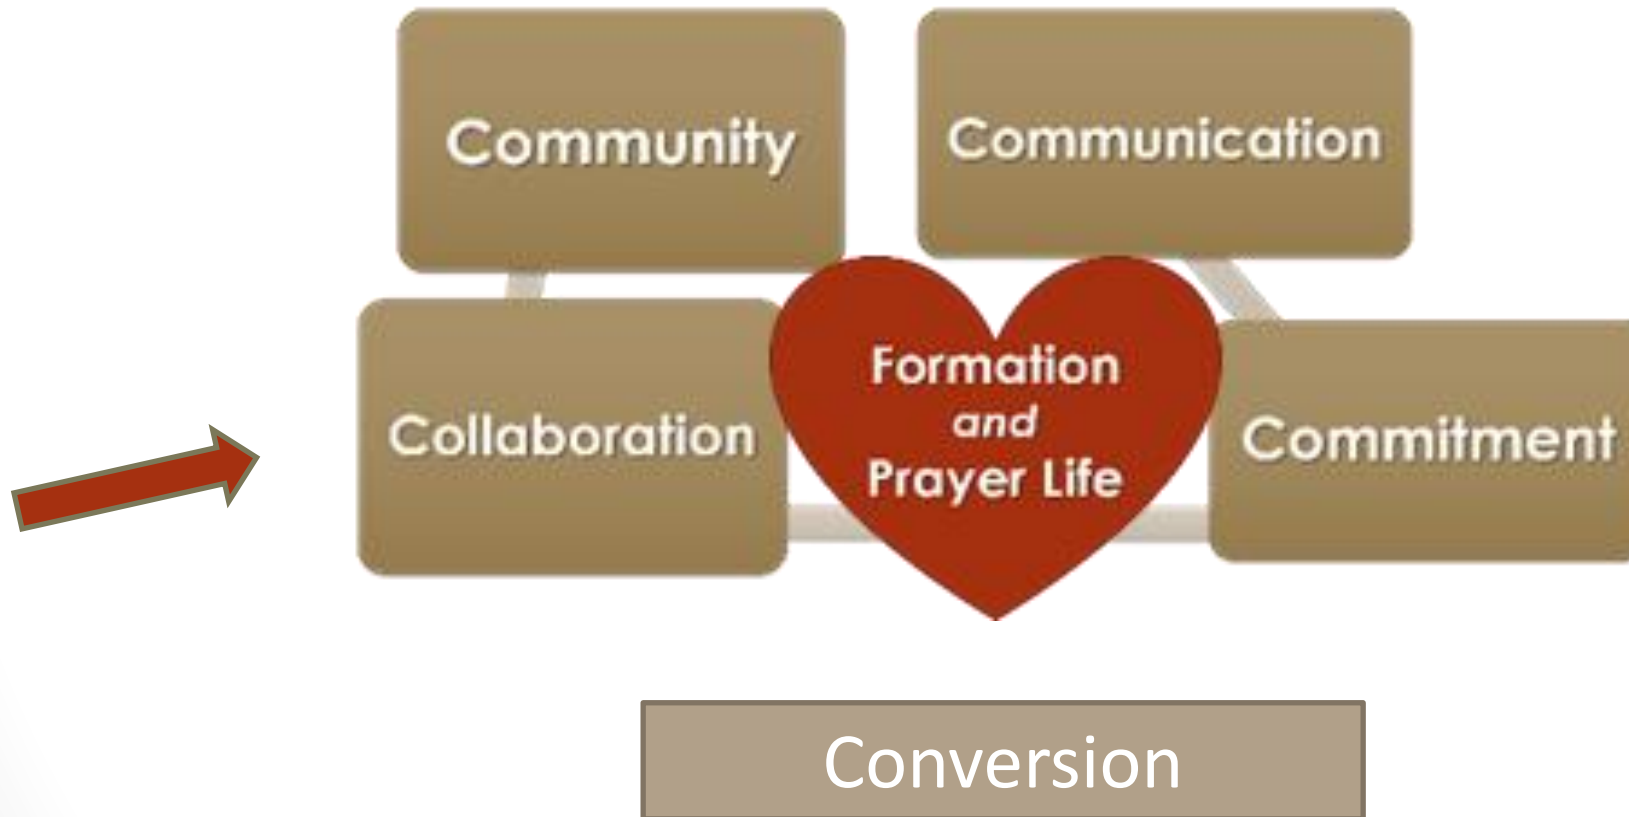 Community
Communication
Collaboration
Formation
and
Prayer Life
Commitment
Conversion